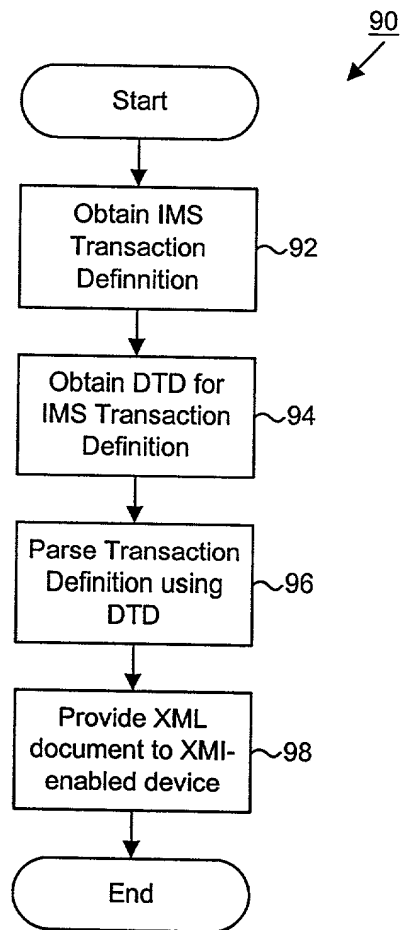 90
Start
Obtain IMS
Transaction
Definnition
92
Obtain DTD for
IMS Transaction
Definition
94
Parse Transaction
Definition using
DTD
96
Provide XML
document to XMI-
enabled device
98
End